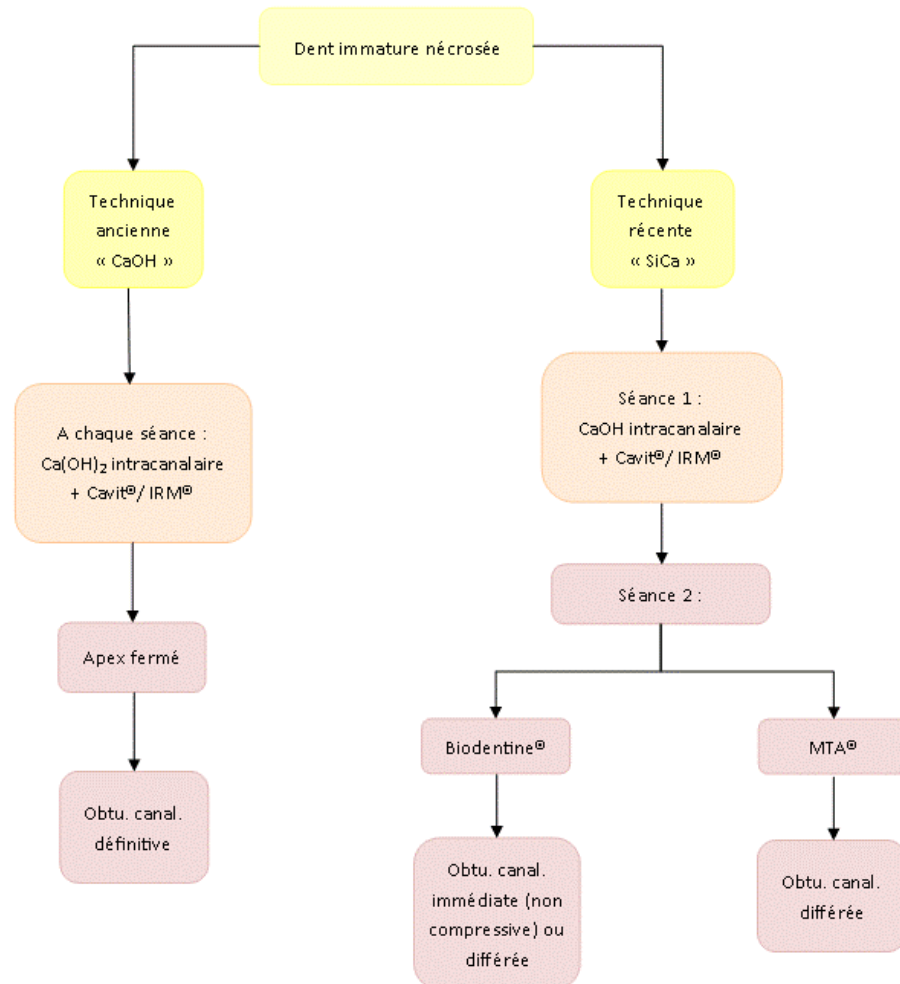 Dent immature nécrosée
Technique
ancienne
« CaOH »
A chaque séance :
Ca(OH)₂ intracanalaire
+ Cavit®/ IRM®
Apex fermé
Obtu. canal.
définitive
Technique
récente
« SiCa »
Séance 1 :
CaOH intracanalaire
+ Cavit®/ IRM®
Séance 2 :
Biodentine®
Obtu. canal.
immédiate (non
compressive) ou
différée
MTA®
Obtu. canal.
différée